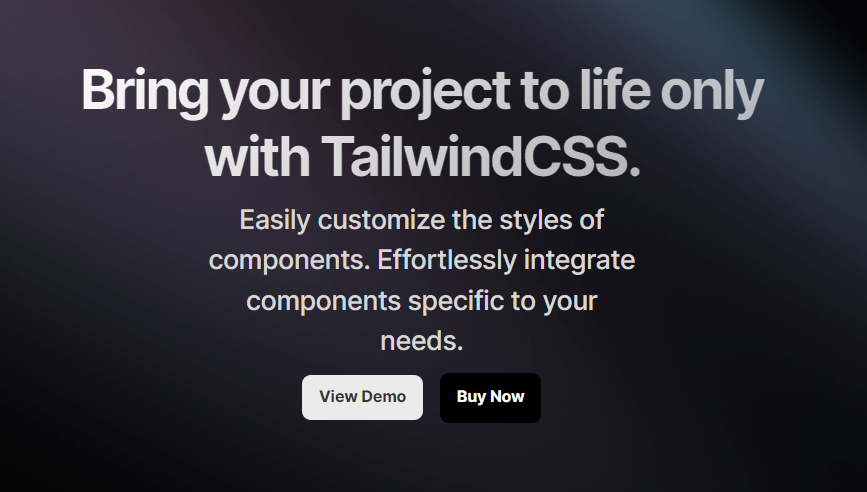 Bring your project to life only
with TailwindCSS.
Easily customize the styles of
components. Effortlessly integrate
components specific to your
needs.
View Demo
Buy Now